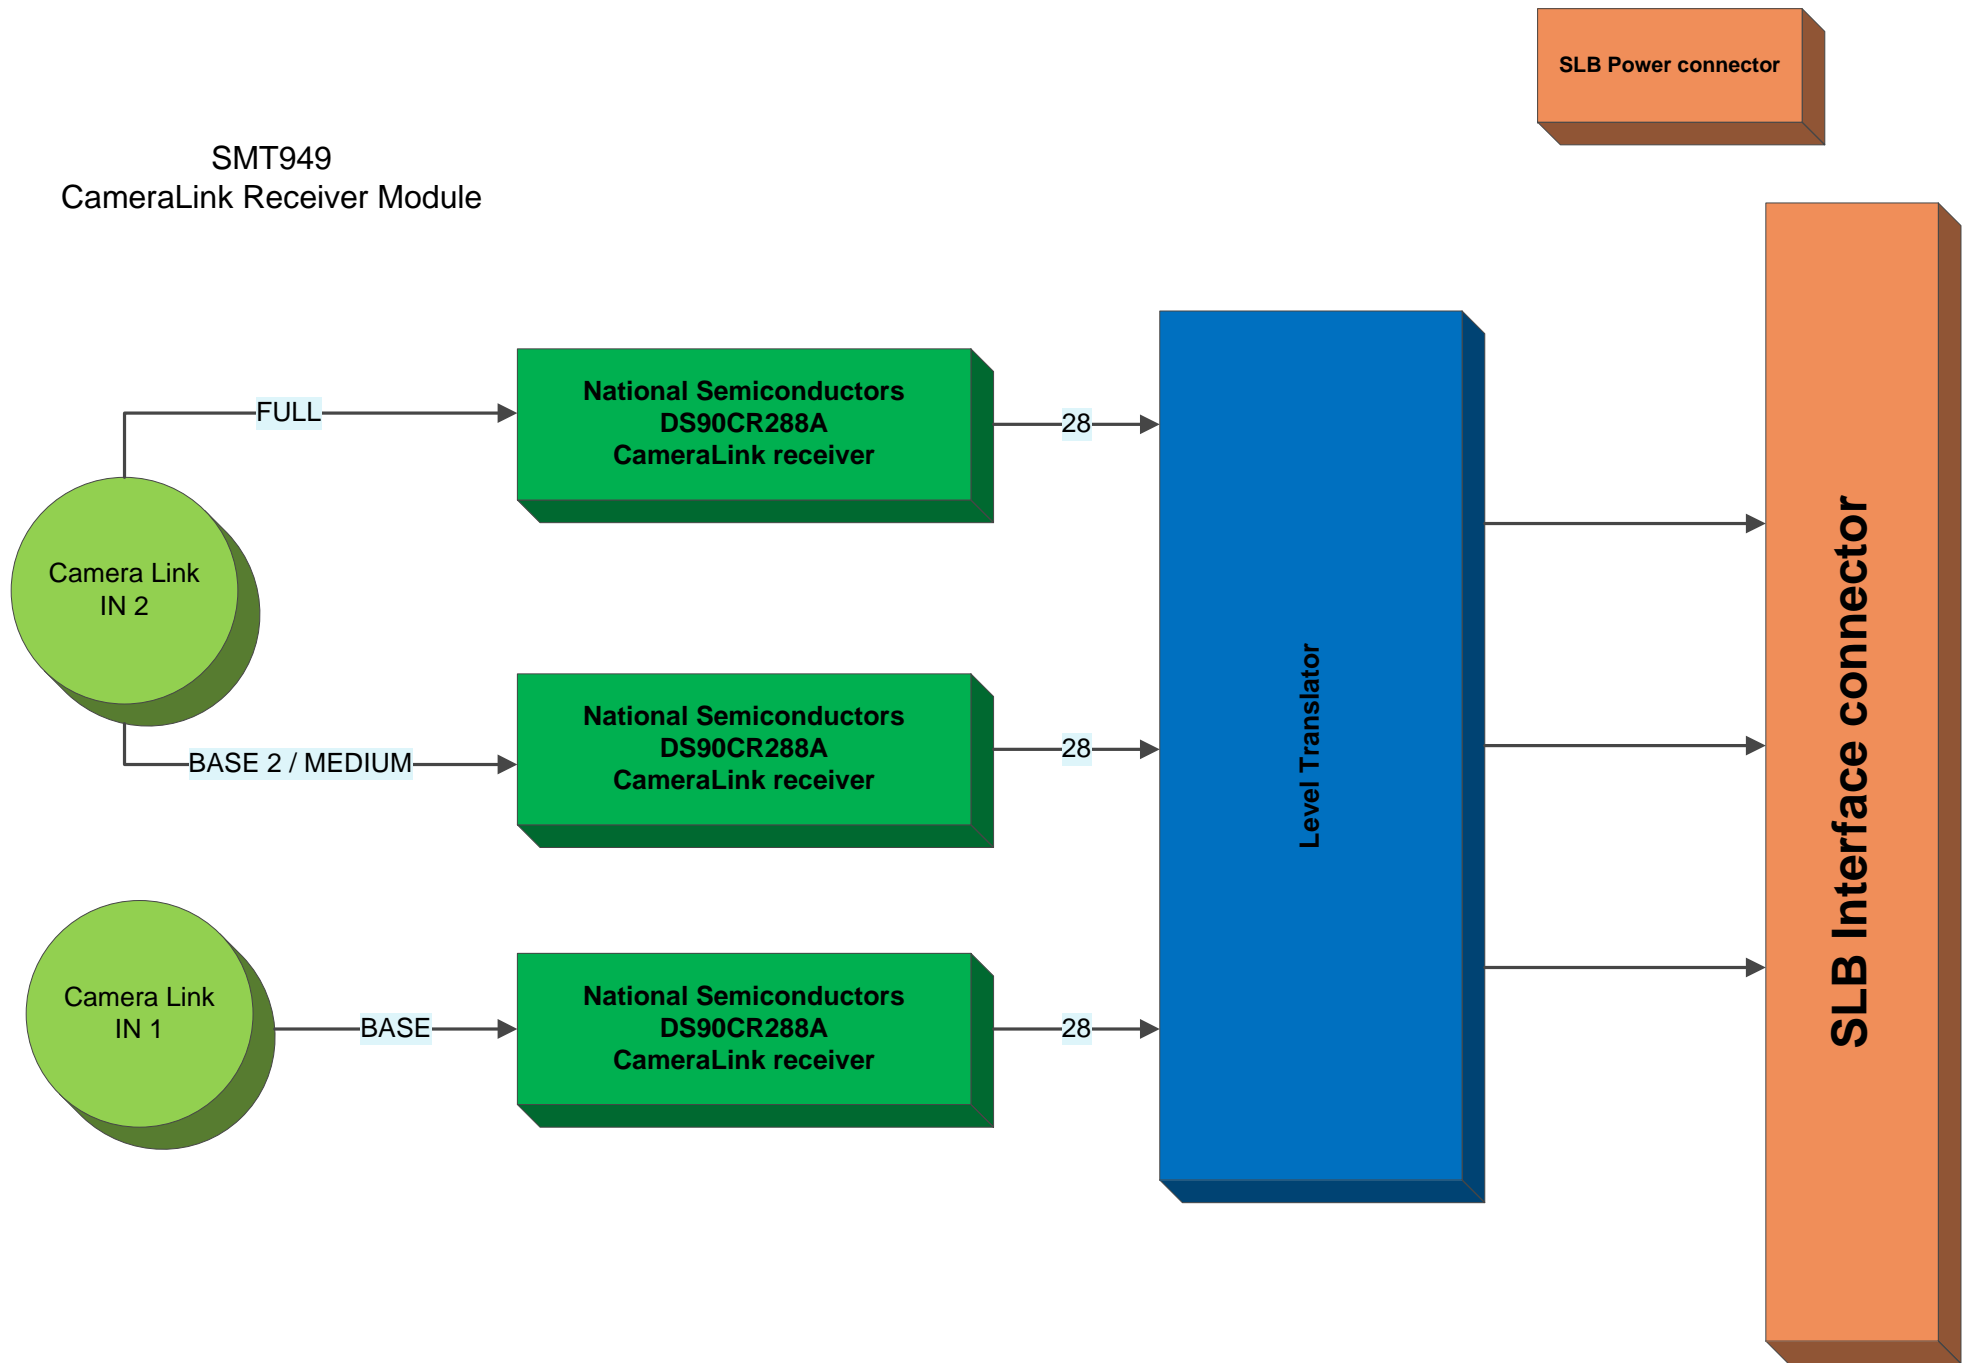 SLB Power connector
SMT949
CameraLink Receiver Module
FULL
National Semiconductors
DS90CR288A
CameraLink receiver
28
Camera Link
IN 2
BASE 2 / MEDIUM
National Semiconductors
DS90CR288A
CameraLink receiver
28
Camera Link
IN 1
BASE
National Semiconductors
DS90CR288A
CameraLink receiver
28
Level Translator
SLB Interface connector